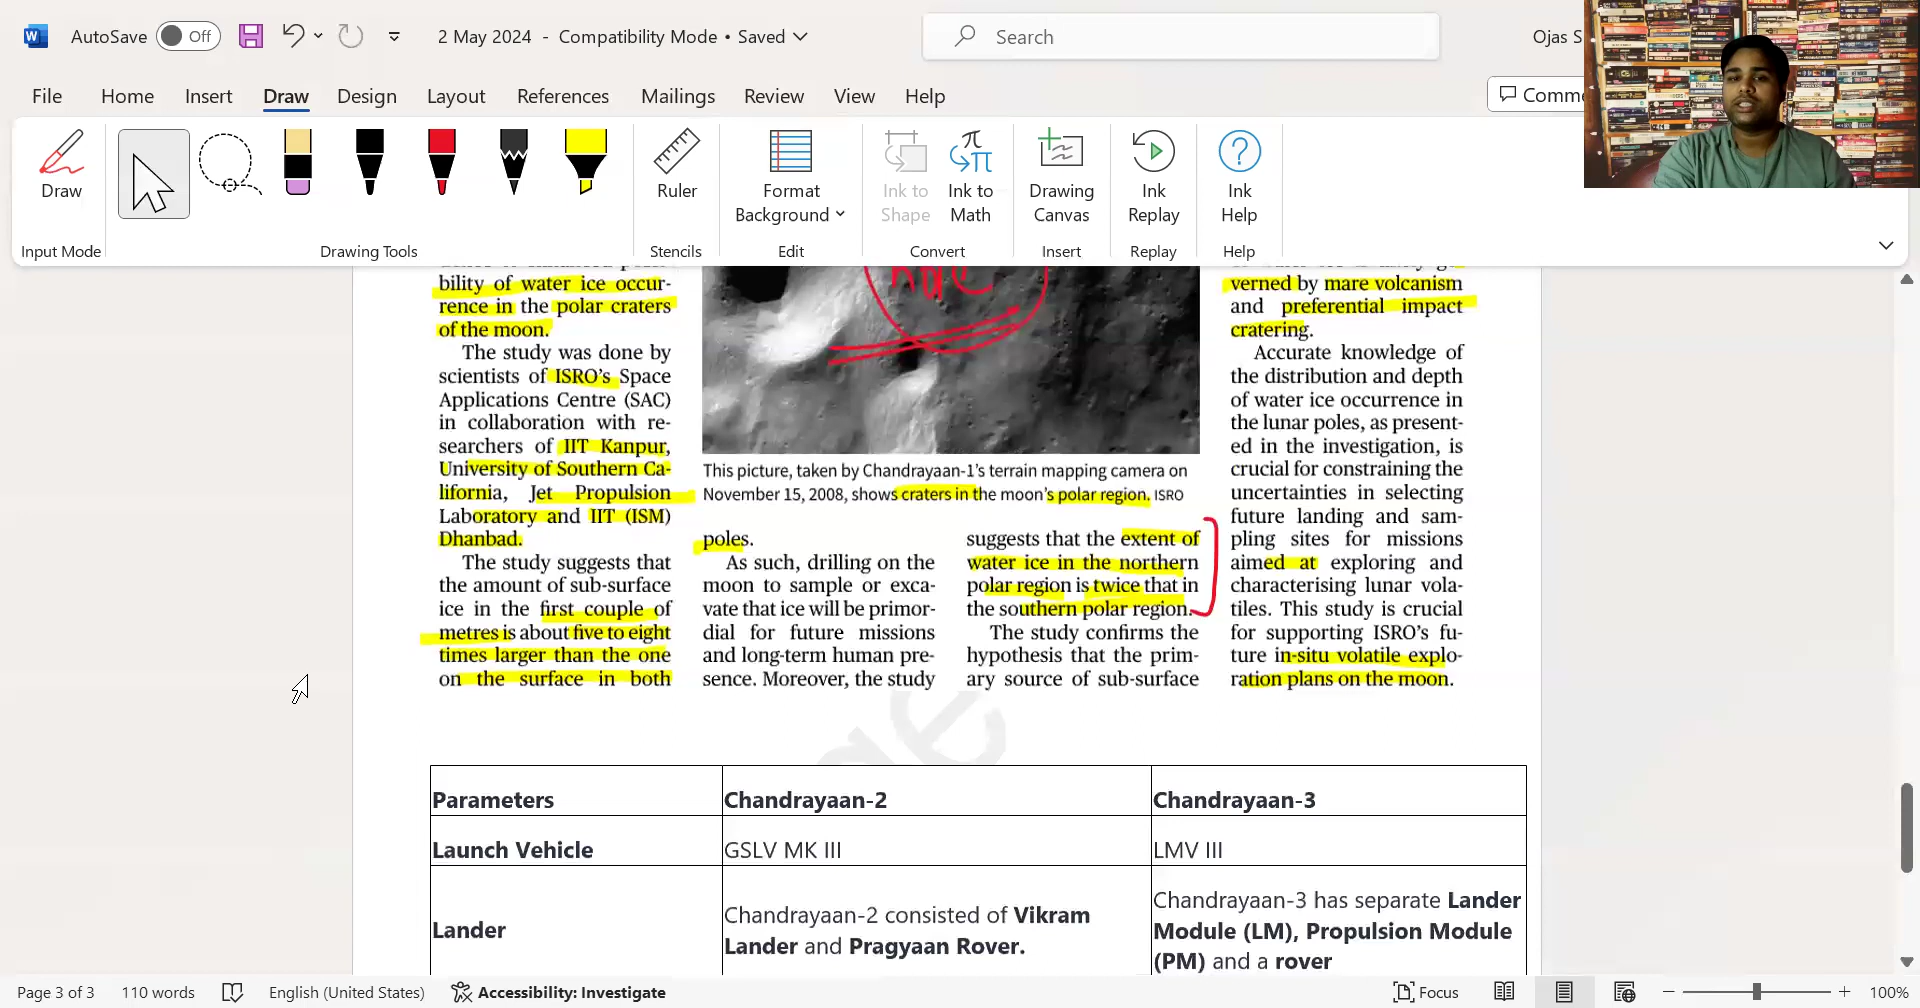 AutoSave Off 2 May 2024 - Compatibility Mode • Saved Search Ojas S
File Home Insert Draw Design Layout References Mailings Review View Help Comme
Draw
Ruler
Format Background
Ink to Shape
Ink to Math
Drawing Canvas
Ink Replay
Ink Help
Input Mode Drawing Tools Stencils Edit Convert Insert Replay Help
bility of water ice occur-
rence in the polar craters
of the moon.
The study was done by
scientists of ISRO's Space
Applications Centre (SAC)
in collaboration with re-
searchers of IIT Kanpur,
University of Southern Ca-
lifornia, Jet Propulsion
Laboratory and IIT (ISM)
Dhanbad.
The study suggests that
the amount of sub-surface
ice in the first couple of
metres is about five to eight
times larger than the one
on the surface in both
This picture, taken by Chandrayaan-1's terrain mapping camera on
November 15, 2008, shows craters in the moon's polar region. ISRO
poles.
As such, drilling on the
moon to sample or exca-
vate that ice will be primor-
dial for future missions
and long-term human pre-
sence. Moreover, the study
suggests that the extent of
water ice in the northern
polar region is twice that in
the southern polar region.
The study confirms the
hypothesis that the prim-
ary source of sub-surface
verned by mare volcanism
and preferential impact
cratering.
Accurate knowledge of
the distribution and depth
of water ice occurrence in
the lunar poles, as present-
ed in the investigation, is
crucial for constraining the
uncertainties in selecting
future landing and sam-
pling sites for missions
aimed at exploring and
characterising lunar vola-
tiles. This study is crucial
for supporting ISRO's fu-
ture in-situ volatile explo-
ration plans on the moon.
Parameters Chandrayaan-2 Chandrayaan-3
Launch Vehicle GSLV MK III LMV III
Lander
Chandrayaan-2 consisted of Vikram
Lander and Pragyaan Rover.
Chandrayaan-3 has separate Lander
Module (LM), Propulsion Module
(PM) and a rover
Page 3 of 3 110 words English (United States) Accessibility: Investigate Focus 100%